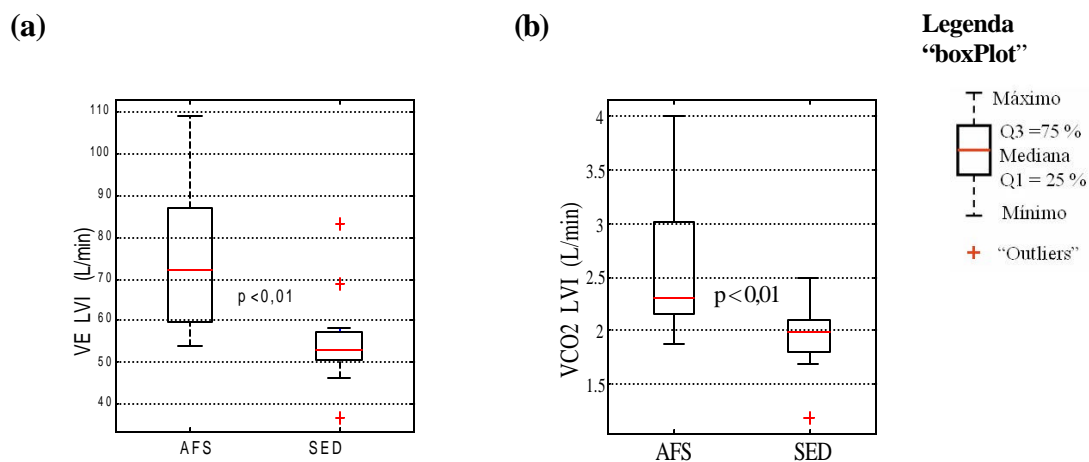 (a)
VE LVI (L/min)
110
100
90
80
70
60
50
40
p<0,01
AFS SED
(b)
VCO2 LVI (L/min)
4
3.5
3
2.5
2
1.5
p<0,01
AFS SED
Legenda
“boxPlot”
Máximo
Q3 =75 %
Mediana
Q1 = 25 %
Mínimo
“Outliers”